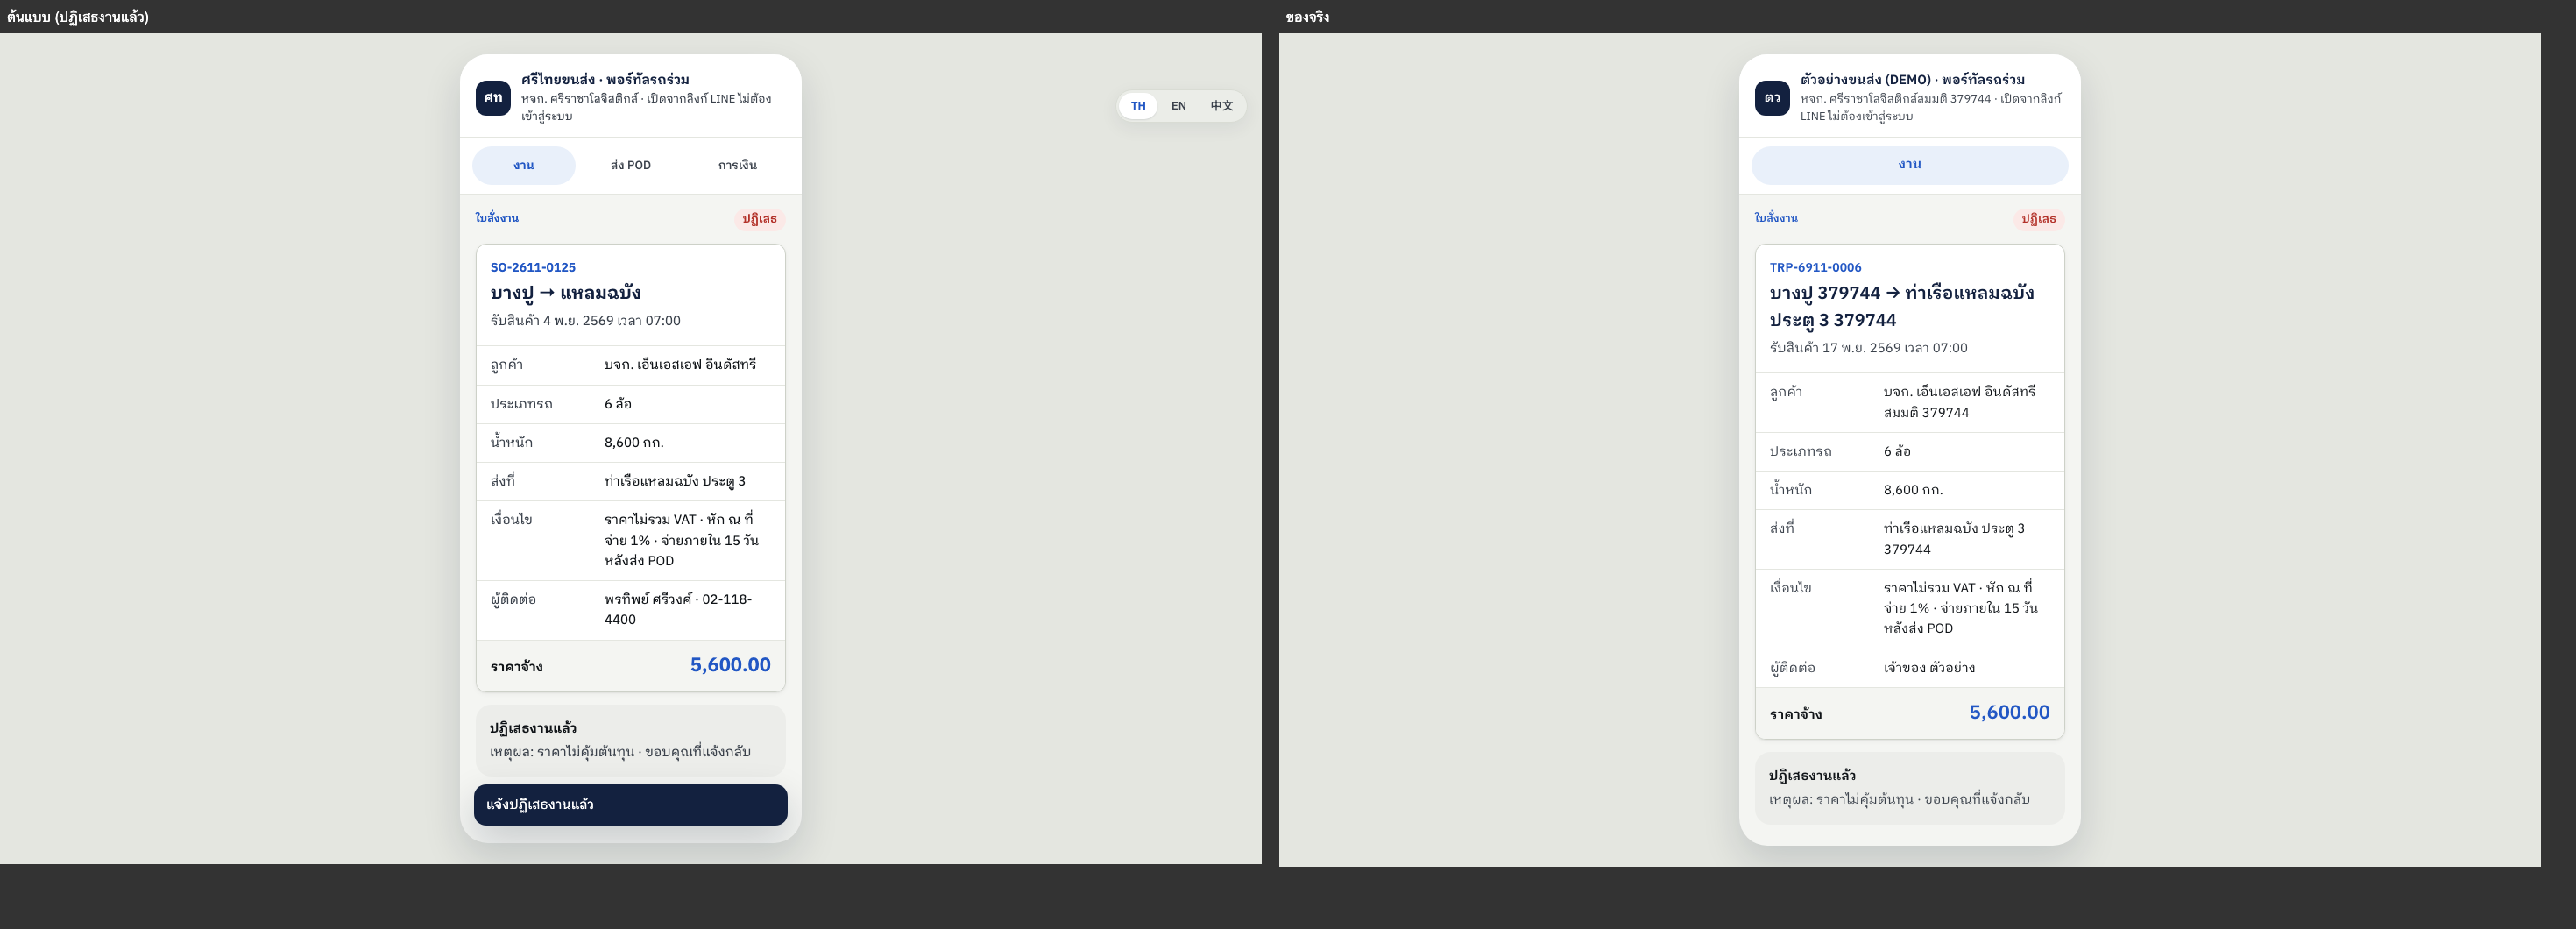 ต้นแบบ (ปฏิเสธงานแล้ว)
ศท
ศรีไทยขนส่ง · พอร์ทัลรถร่วม
หจก. ศรีราชาโลจิสติกส์ · เปิดจากลิงก์ LINE ไม่ต้อง
เข้าสู่ระบบ
TH EN 中文
งาน ส่ง POD การเงิน
ใบสั่งงาน ปฏิเสธ
SO-2611-0125
บางปู → แหลมฉบัง
รับสินค้า 4 พ.ย. 2569 เวลา 07:00
ลูกค้า บจก. เอ็นเอสเอฟ อินดัสทรี
ประเภทรถ 6 ล้อ
น้ำหนัก 8,600 กก.
ส่งที่ ท่าเรือแหลมฉบัง ประตู 3
เงื่อนไข ราคาไม่รวม VAT · หัก ณ ที่
จ่าย 1% · จ่ายภายใน 15 วัน
หลังส่ง POD
ผู้ติดต่อ พรทิพย์ ศรีวงศ์ · 02-118-
4400
ราคาจ้าง 5,600.00
ปฏิเสธงานแล้ว
เหตุผล: ราคาไม่คุ้มต้นทุน · ขอบคุณที่แจ้งกลับ
แจ้งปฏิเสธงานแล้ว
ของจริง
ตว
ตัวอย่างขนส่ง (DEMO) · พอร์ทัลรถร่วม
หจก. ศรีราชาโลจิสติกส์สมมติ 379744 · เปิดจากลิงก์
LINE ไม่ต้องเข้าสู่ระบบ
งาน
ใบสั่งงาน ปฏิเสธ
TRP-6911-0006
บางปู 379744 → ท่าเรือแหลมฉบัง
ประตู 3 379744
รับสินค้า 17 พ.ย. 2569 เวลา 07:00
ลูกค้า บจก. เอ็นเอสเอฟ อินดัสทรี
สมมติ 379744
ประเภทรถ 6 ล้อ
น้ำหนัก 8,600 กก.
ส่งที่ ท่าเรือแหลมฉบัง ประตู 3
379744
เงื่อนไข ราคาไม่รวม VAT · หัก ณ ที่
จ่าย 1% · จ่ายภายใน 15 วัน
หลังส่ง POD
ผู้ติดต่อ เจ้าของ ตัวอย่าง
ราคาจ้าง 5,600.00
ปฏิเสธงานแล้ว
เหตุผล: ราคาไม่คุ้มต้นทุน · ขอบคุณที่แจ้งกลับ